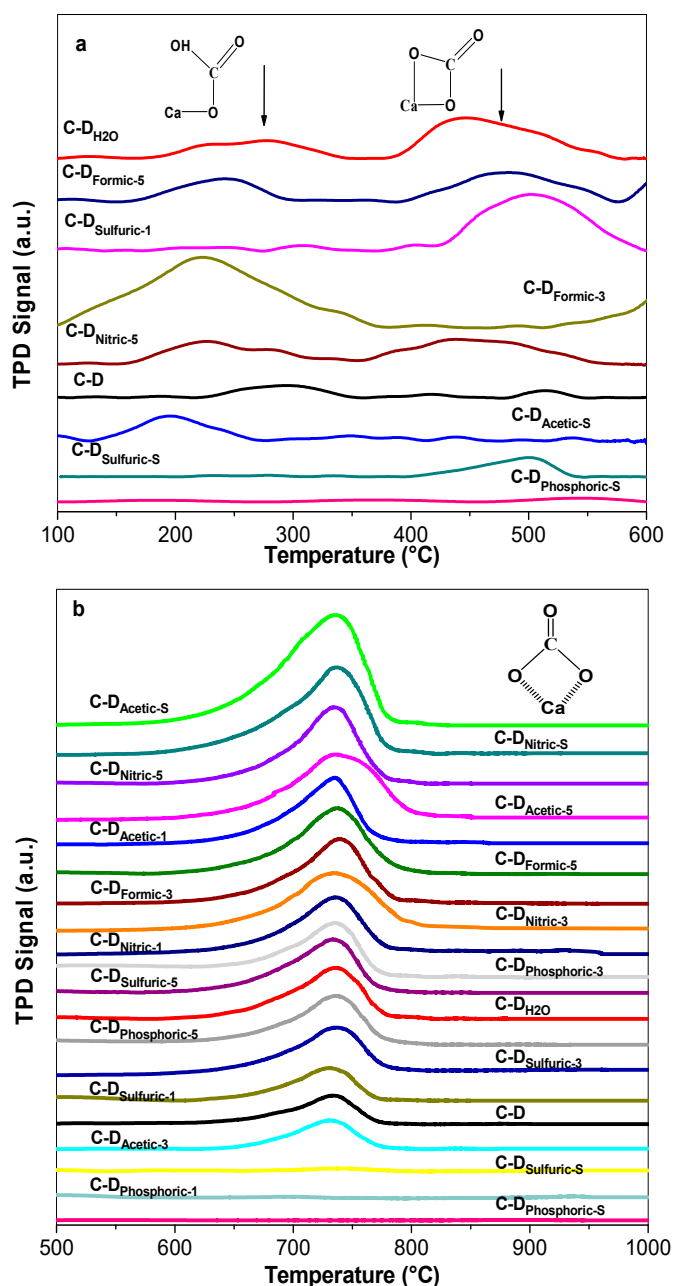 a
OH
O
C
Ca
O
O
C
O
Ca
O
C-D_H2O
C-D_Formic-5
C-D_Sulfuric-1
C-D_Formic-3
C-D_Nitric-5
C-D
C-D_Acetic-S
C-D_Sulfuric-S
C-D_Phosphoric-S
TPD Signal (a.u.)
100 200 300 400 500 600
Temperature (°C)
b
O
C
O O
Ca
C-D_Acetic-S
C-D_Nitric-S
C-D_Nitric-5
C-D_Acetic-5
C-D_Acetic-1
C-D_Formic-5
C-D_Formic-3
C-D_Nitric-3
C-D_Nitric-1
C-D_Phosphoric-3
C-D_Sulfuric-5
C-D_H2O
C-D_Phosphoric-5
C-D_Sulfuric-3
C-D_Sulfuric-1
C-D
C-D_Acetic-3
C-D_Sulfuric-S
C-D_Phosphoric-1
C-D_Phosphoric-S
TPD Signal (a.u.)
500 600 700 800 900 1000
Temperature (°C)